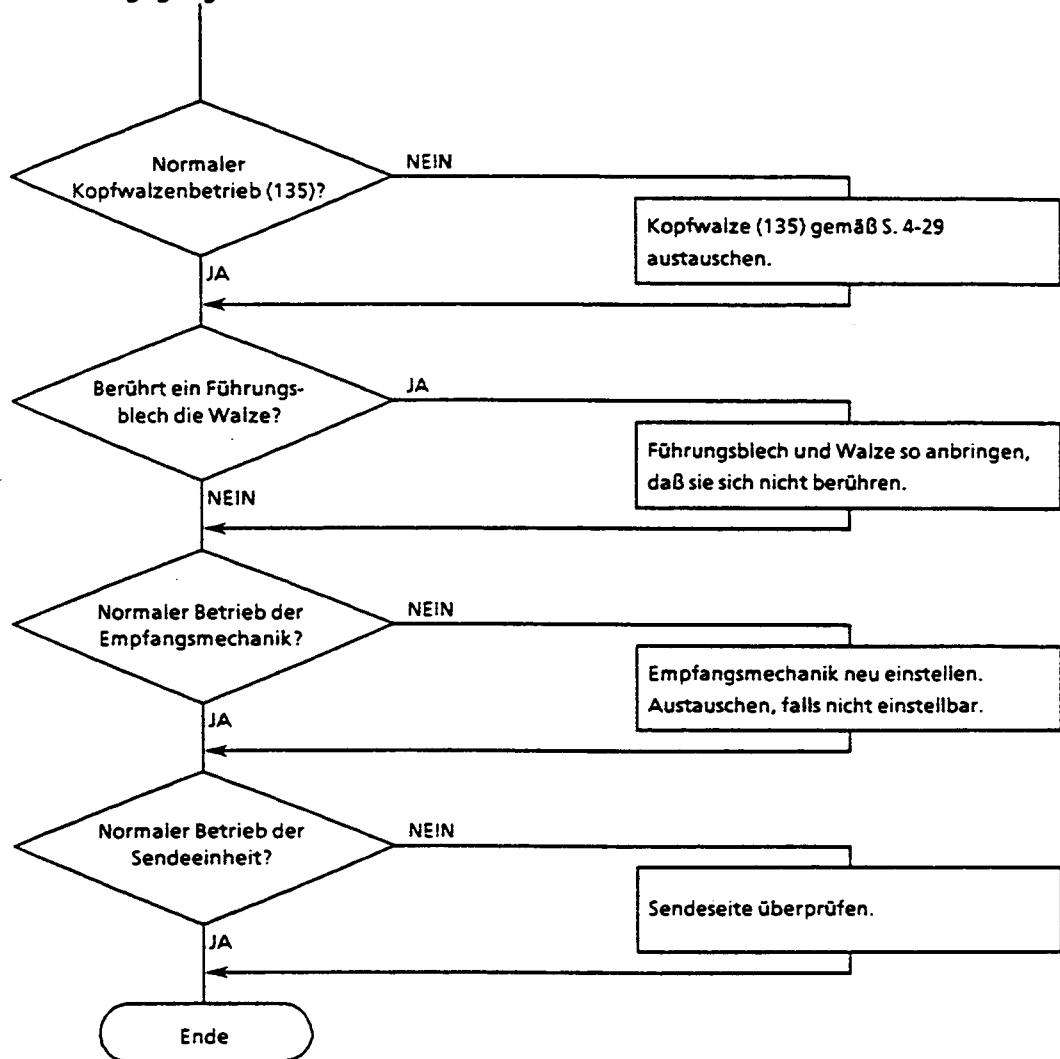 Normaler
Kopfwalzenbetrieb (135)?
NEIN
Kopfwalze (135) gemäß S. 4-29
austauschen.
JA
Berührt ein Führungs-
blech die Walze?
JA
Führungsblech und Walze so anbringen,
daß sie sich nicht berühren.
NEIN
Normaler Betrieb der
Empfangsmechanik?
NEIN
Empfangsmechanik neu einstellen.
Austauschen, falls nicht einstellbar.
JA
Normaler Betrieb der
Sendeeinheit?
NEIN
Sendeseite überprüfen.
JA
Ende